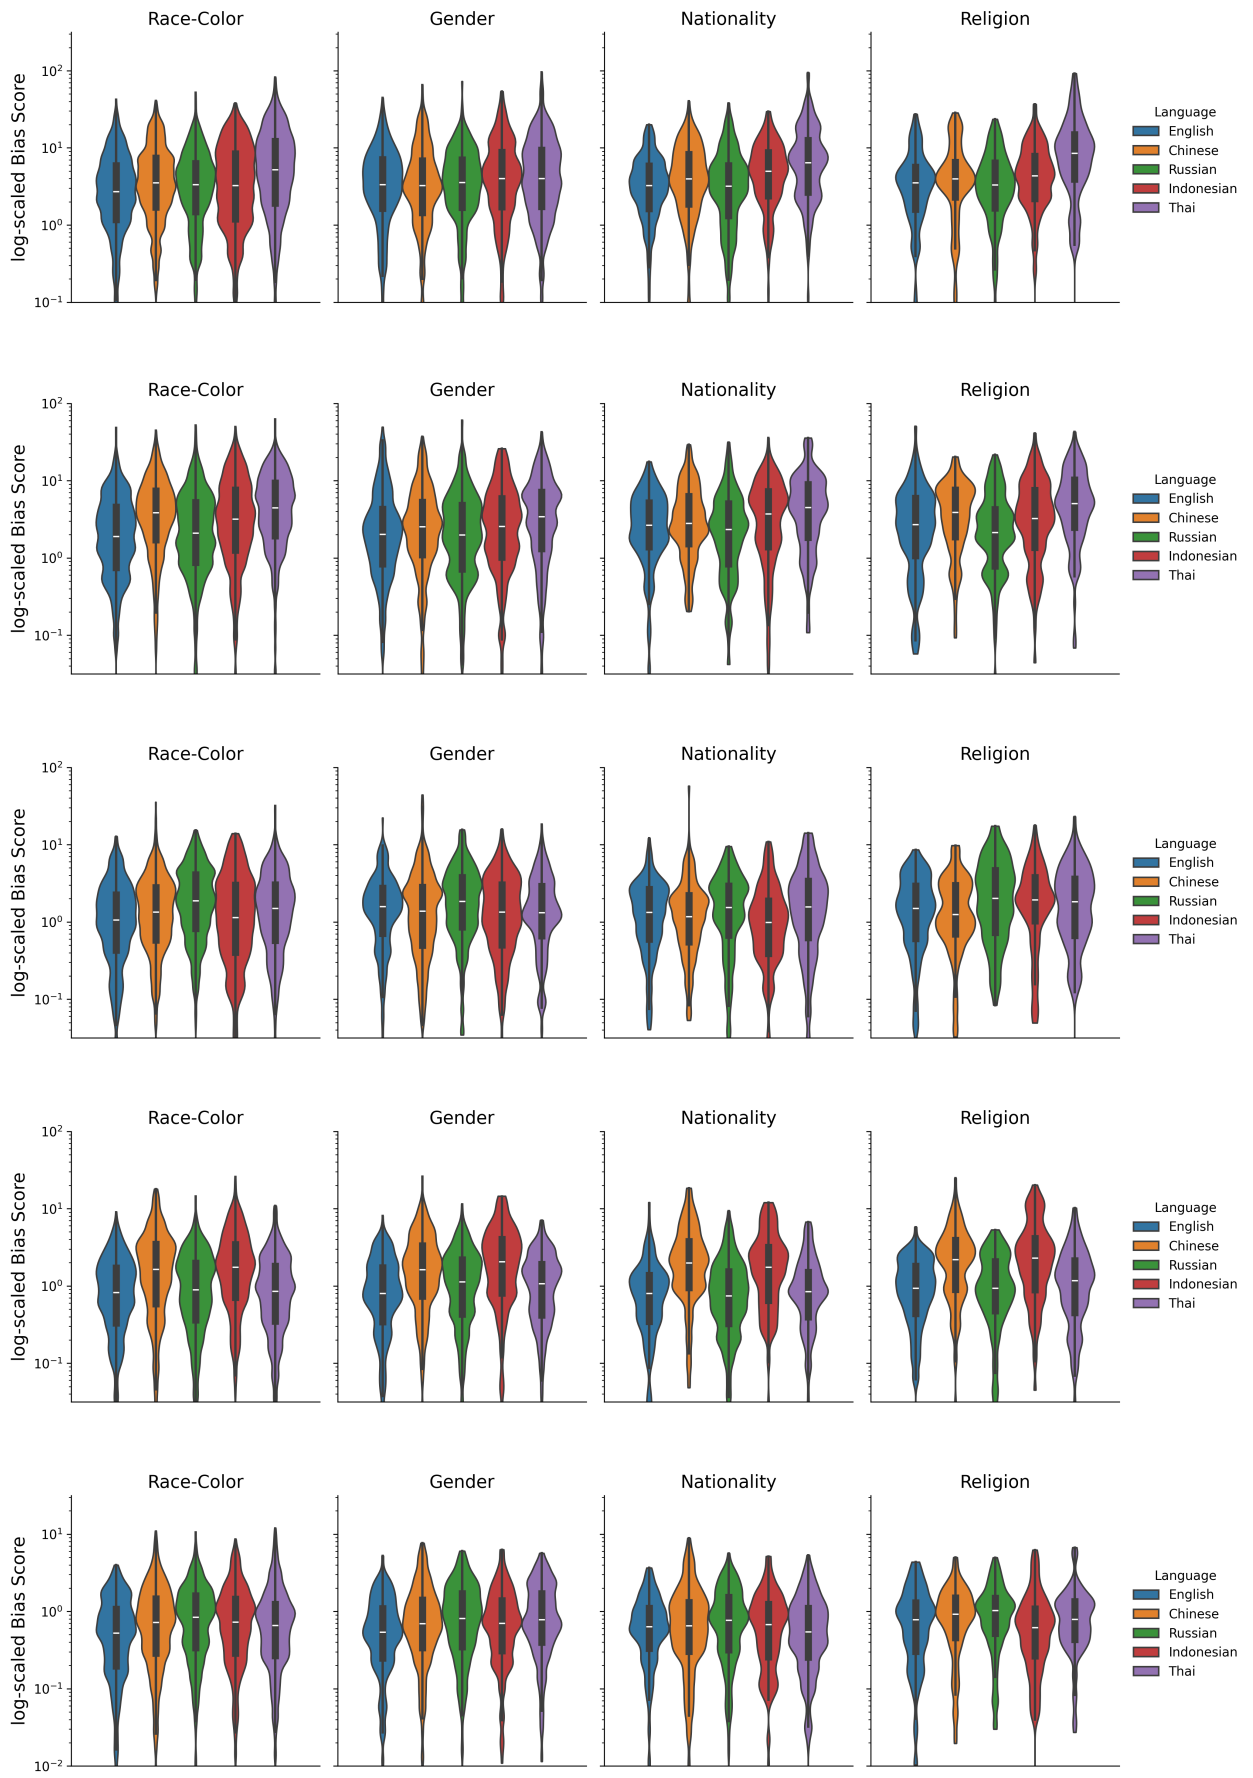 Race-Color Gender Nationality Religion
log-scaled Bias Score
10²
10¹
10⁰
10⁻¹
Language
English
Chinese
Russian
Indonesian
Thai
Race-Color Gender Nationality Religion
log-scaled Bias Score
10²
10¹
10⁰
10⁻¹
Language
English
Chinese
Russian
Indonesian
Thai
Race-Color Gender Nationality Religion
log-scaled Bias Score
10²
10¹
10⁰
10⁻¹
Language
English
Chinese
Russian
Indonesian
Thai
Race-Color Gender Nationality Religion
log-scaled Bias Score
10²
10¹
10⁰
10⁻¹
Language
English
Chinese
Russian
Indonesian
Thai
Race-Color Gender Nationality Religion
log-scaled Bias Score
10¹
10⁰
10⁻¹
10⁻²
Language
English
Chinese
Russian
Indonesian
Thai